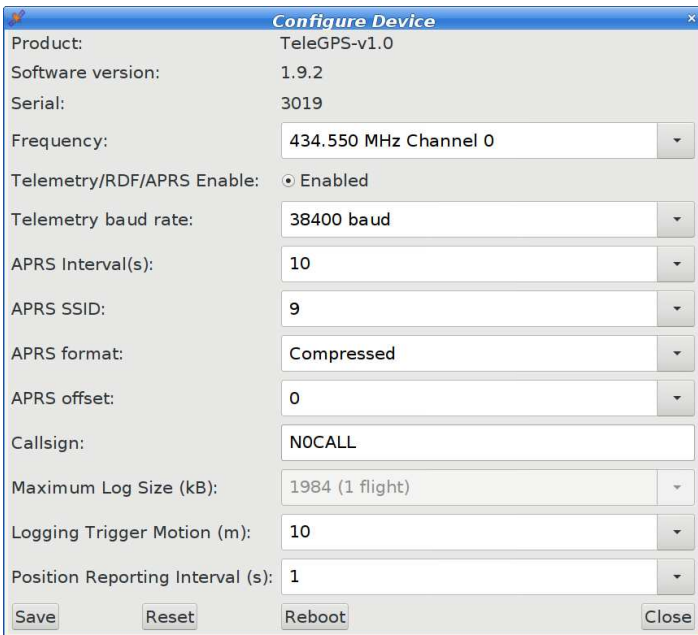 Configure Device
Product: TeleGPS-v1.0
Software version: 1.9.2
Serial: 3019
Frequency: 434.550 MHz Channel 0
Telemetry/RDF/APRS Enable: Enabled
Telemetry baud rate: 38400 baud
APRS Interval(s): 10
APRS SSID: 9
APRS format: Compressed
APRS offset: 0
Callsign: N0CALL
Maximum Log Size (kB): 1984 (1 flight)
Logging Trigger Motion (m): 10
Position Reporting Interval (s): 1
Save Reset Reboot Close